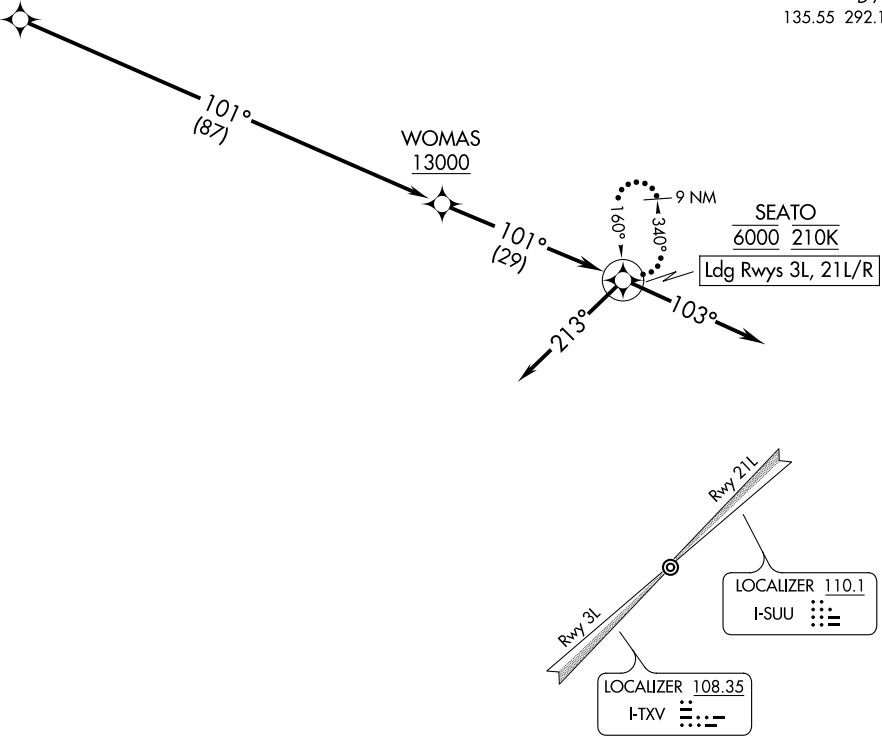 135.55 292.1
101°
(87)
WOMAS
13000
9 NM
160°
340°
SEATO
6000 210K
Ldg Rwys 3L, 21L/R
101°
(29)
103°
213°
Rwy 21L
LOCALIZER 110.1
I-SUU
Rwy 3L
LOCALIZER 108.35
I-TXV